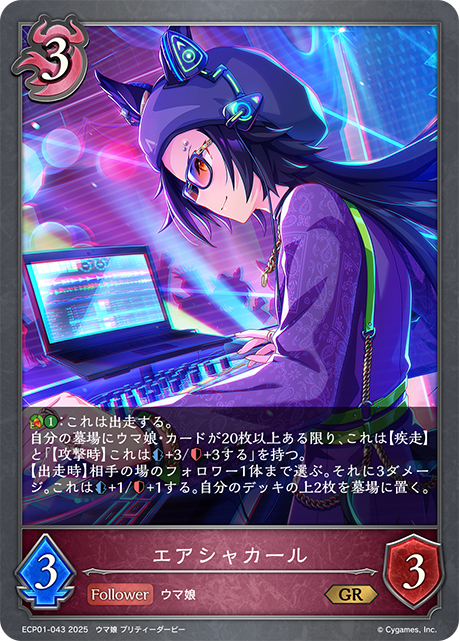 3
1：これは出走する。
自分の墓場にウマ娘・カードが20枚以上ある限り、これは【疾走】
と「【攻撃時】これは+3/+3する」を持つ。
【出走時】相手の場のフォロワー1体まで選ぶ。それに3ダメー
ジ。これは+1/+1する。自分のデッキの上2枚を墓場に置く。
エアシャカール
3
Follower ウマ娘
GR
3
ECP01-043 2025 ウマ娘 プリティーダービー
© Cygames, Inc.